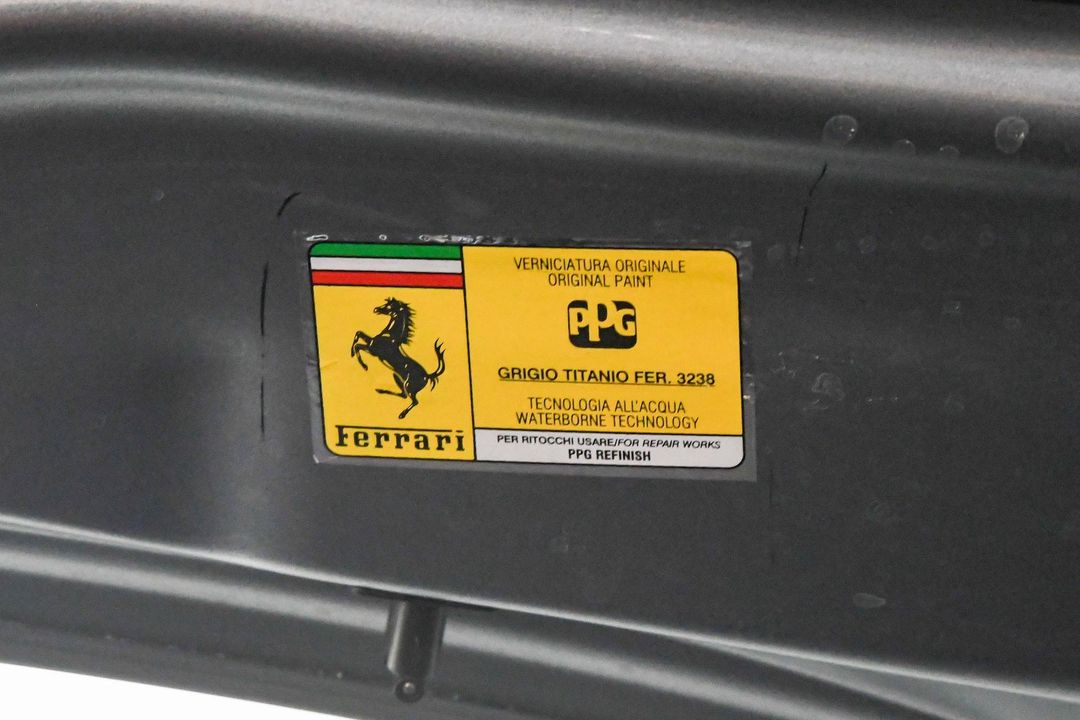 Ferrari
VERNICIATURA ORIGINALE
ORIGINAL PAINT
PPG
GRIGIO TITANIO FER. 3238
TECNOLOGIA ALL'ACQUA
WATERBORNE TECHNOLOGY
PER RITOCCHI USARE/FOR REPAIR WORKS
PPG REFINISH